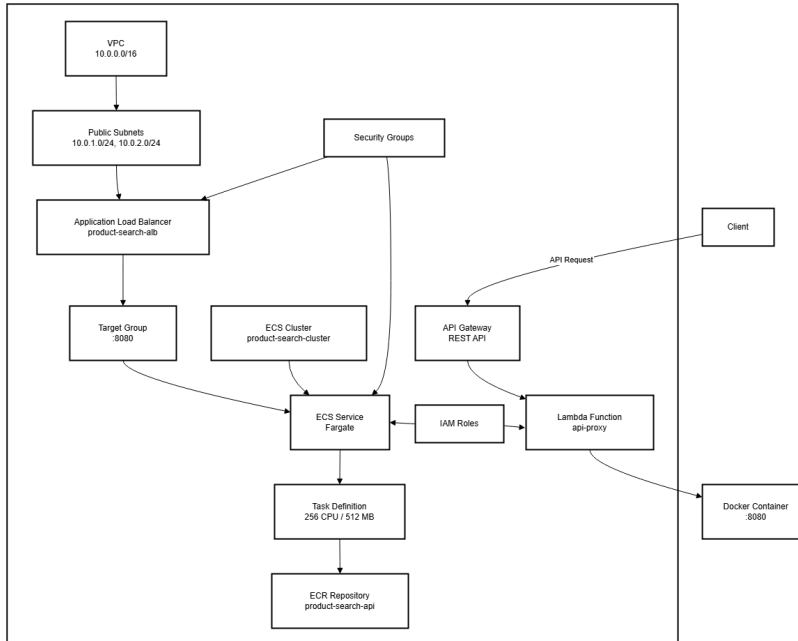 VPC
10.0.0.0/16
Public Subnets
10.0.1.0/24, 10.0.2.0/24
Security Groups
Application Load Balancer
product-search-alb
Client
API Request
Target Group
:8080
ECS Cluster
product-search-cluster
API Gateway
REST API
ECS Service
Fargate
IAM Roles
Lambda Function
api-proxy
Task Definition
256 CPU / 512 MB
Docker Container
:8080
ECR Repository
product-search-api